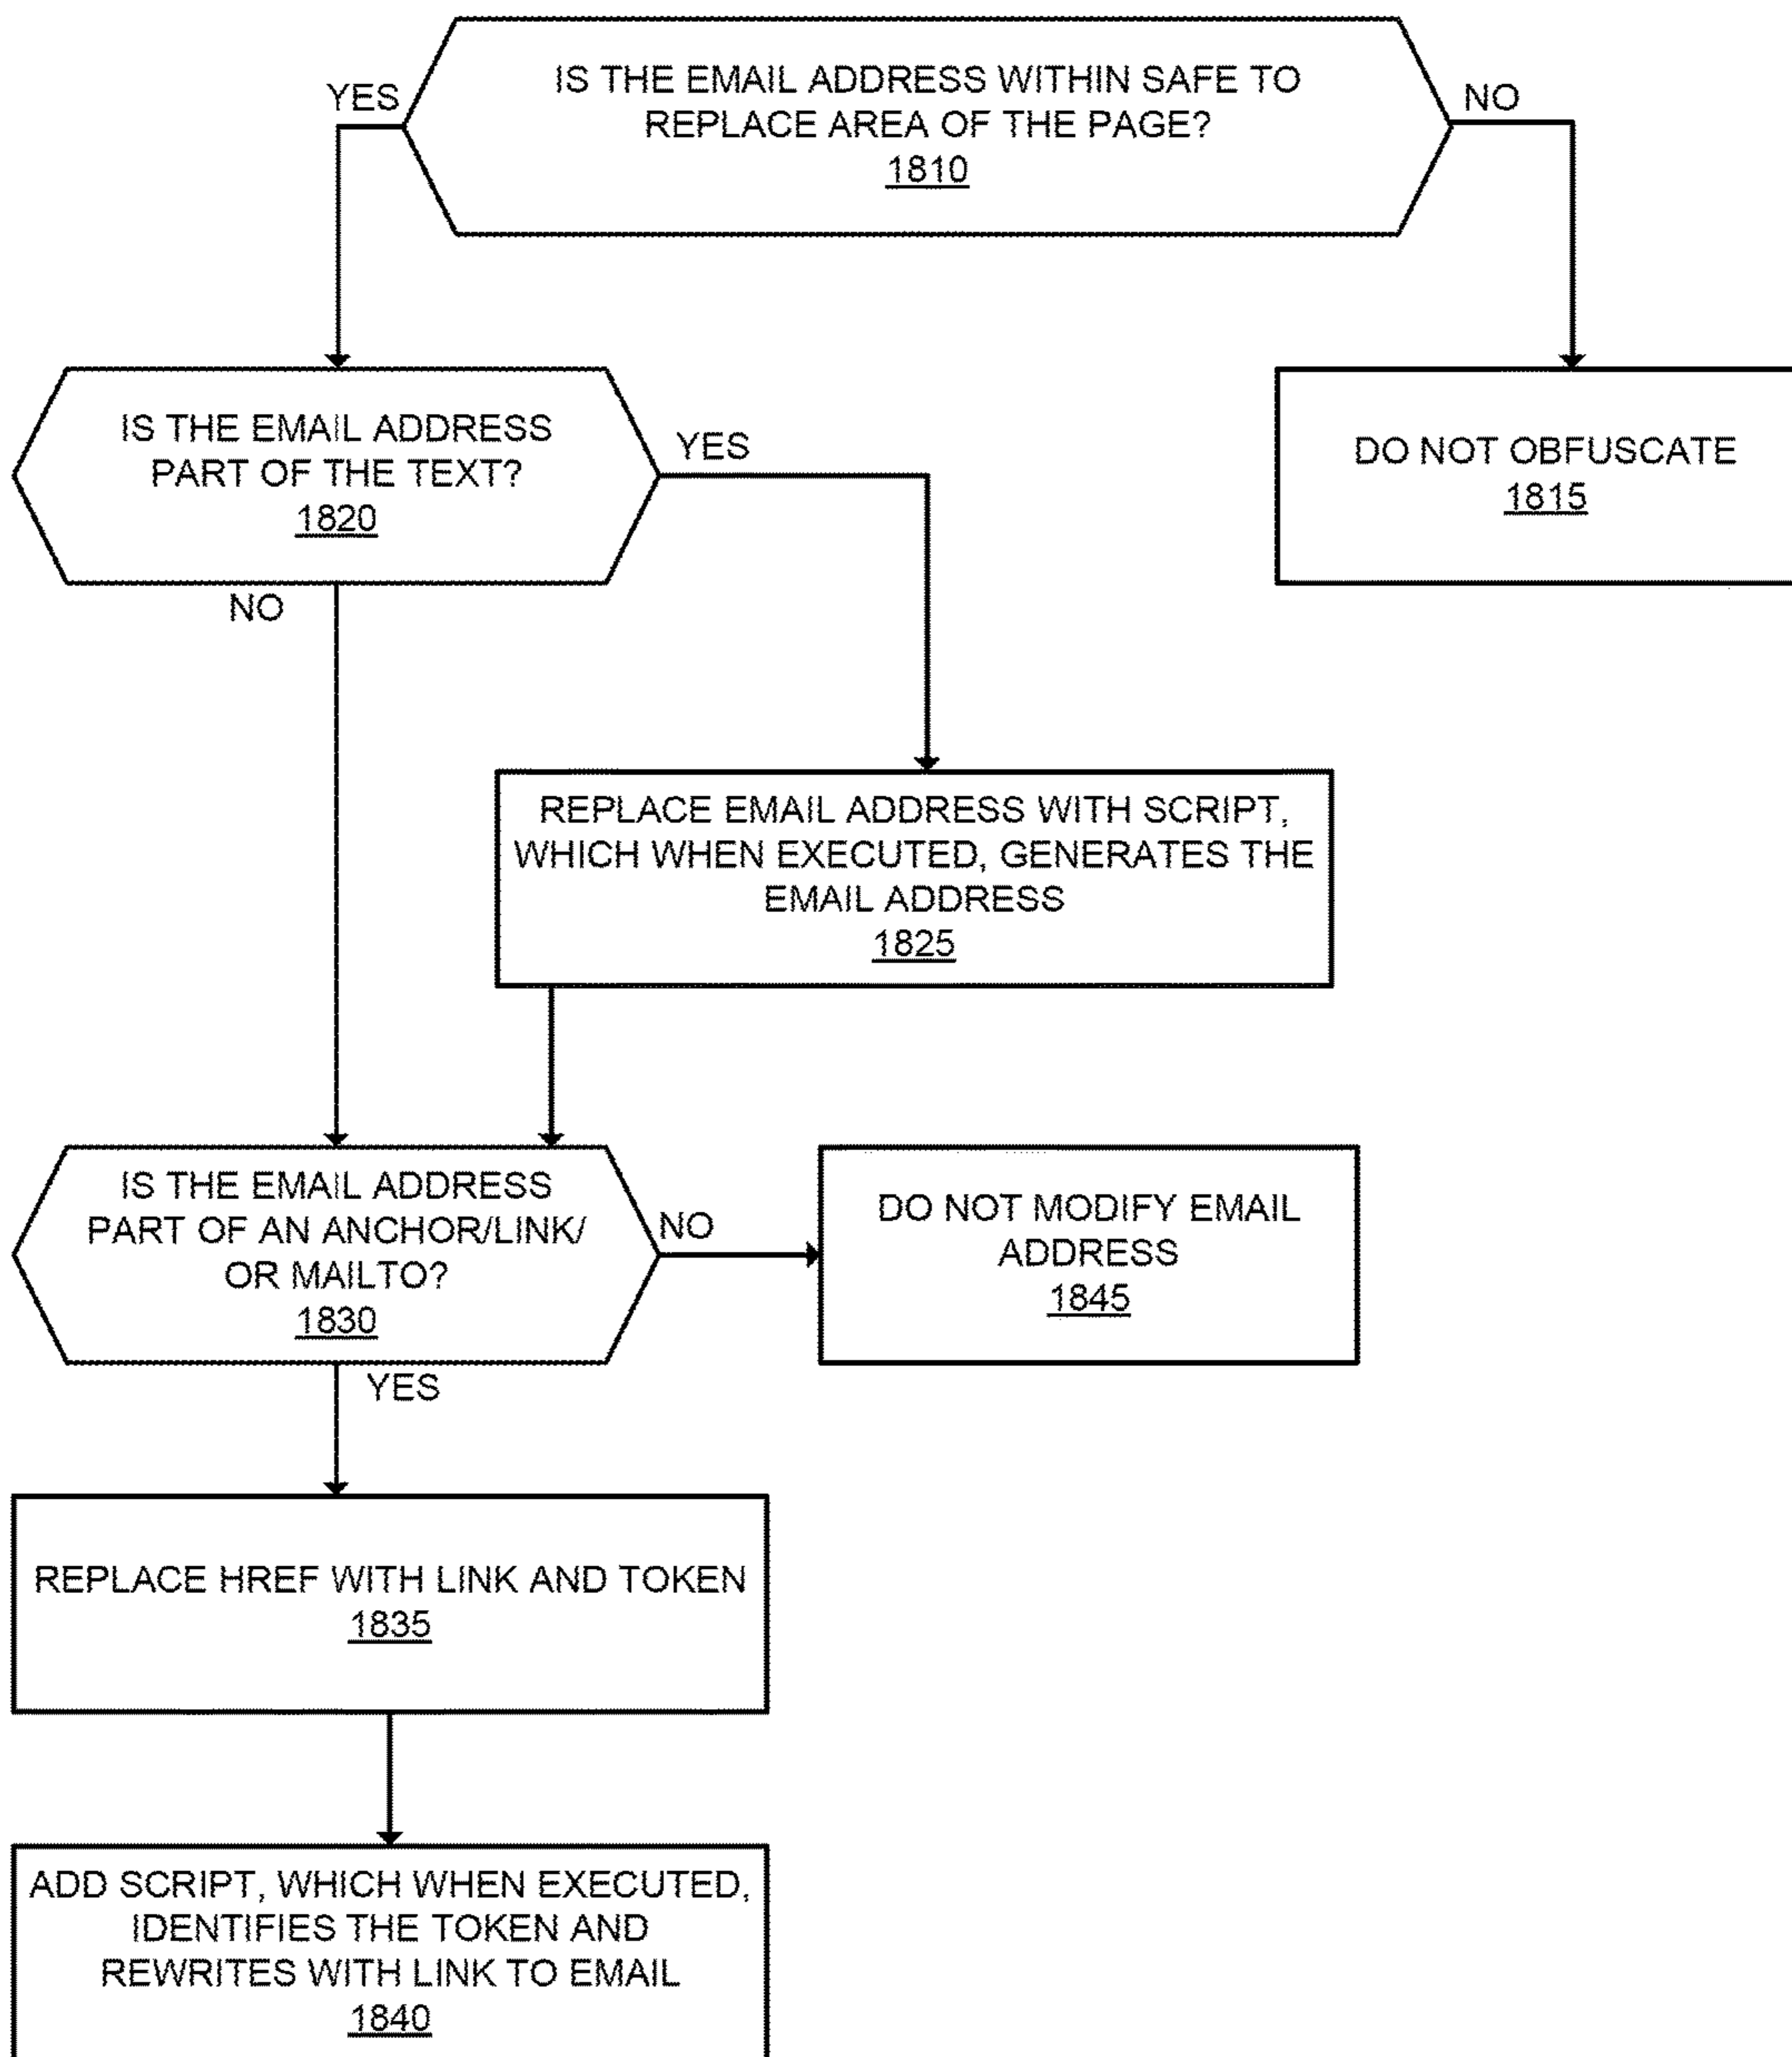 IS THE EMAIL ADDRESS WITHIN SAFE TO
REPLACE AREA OF THE PAGE?
1810
YES
NO
IS THE EMAIL ADDRESS
PART OF THE TEXT?
1820
YES
NO
DO NOT OBFUSCATE
1815
REPLACE EMAIL ADDRESS WITH SCRIPT,
WHICH WHEN EXECUTED, GENERATES THE
EMAIL ADDRESS
1825
IS THE EMAIL ADDRESS
PART OF AN ANCHOR/LINK/
OR MAILTO?
1830
NO
YES
DO NOT MODIFY EMAIL
ADDRESS
1845
REPLACE HREF WITH LINK AND TOKEN
1835
ADD SCRIPT, WHICH WHEN EXECUTED,
IDENTIFIES THE TOKEN AND
REWRITES WITH LINK TO EMAIL
1840